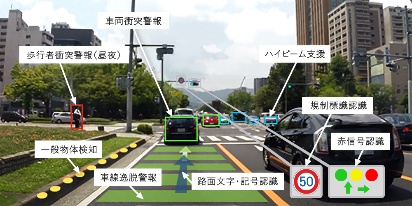 車両衝突警報
歩行者衝突警報(昼夜)
ハイビーム支援
規制標識認識
一般物体検知
赤信号認識
車線逸脱警報
路面文字・記号認識
50